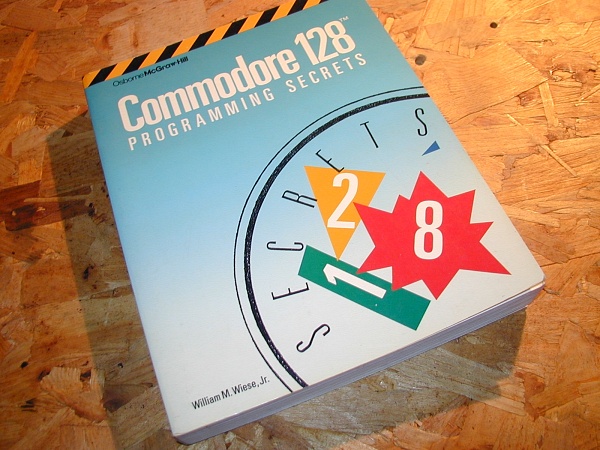 Osborne McGraw-Hill
Commodore 128™
PROGRAMMING SECRETS
SECRETS
2
8
1
William M. Wiese, Jr.